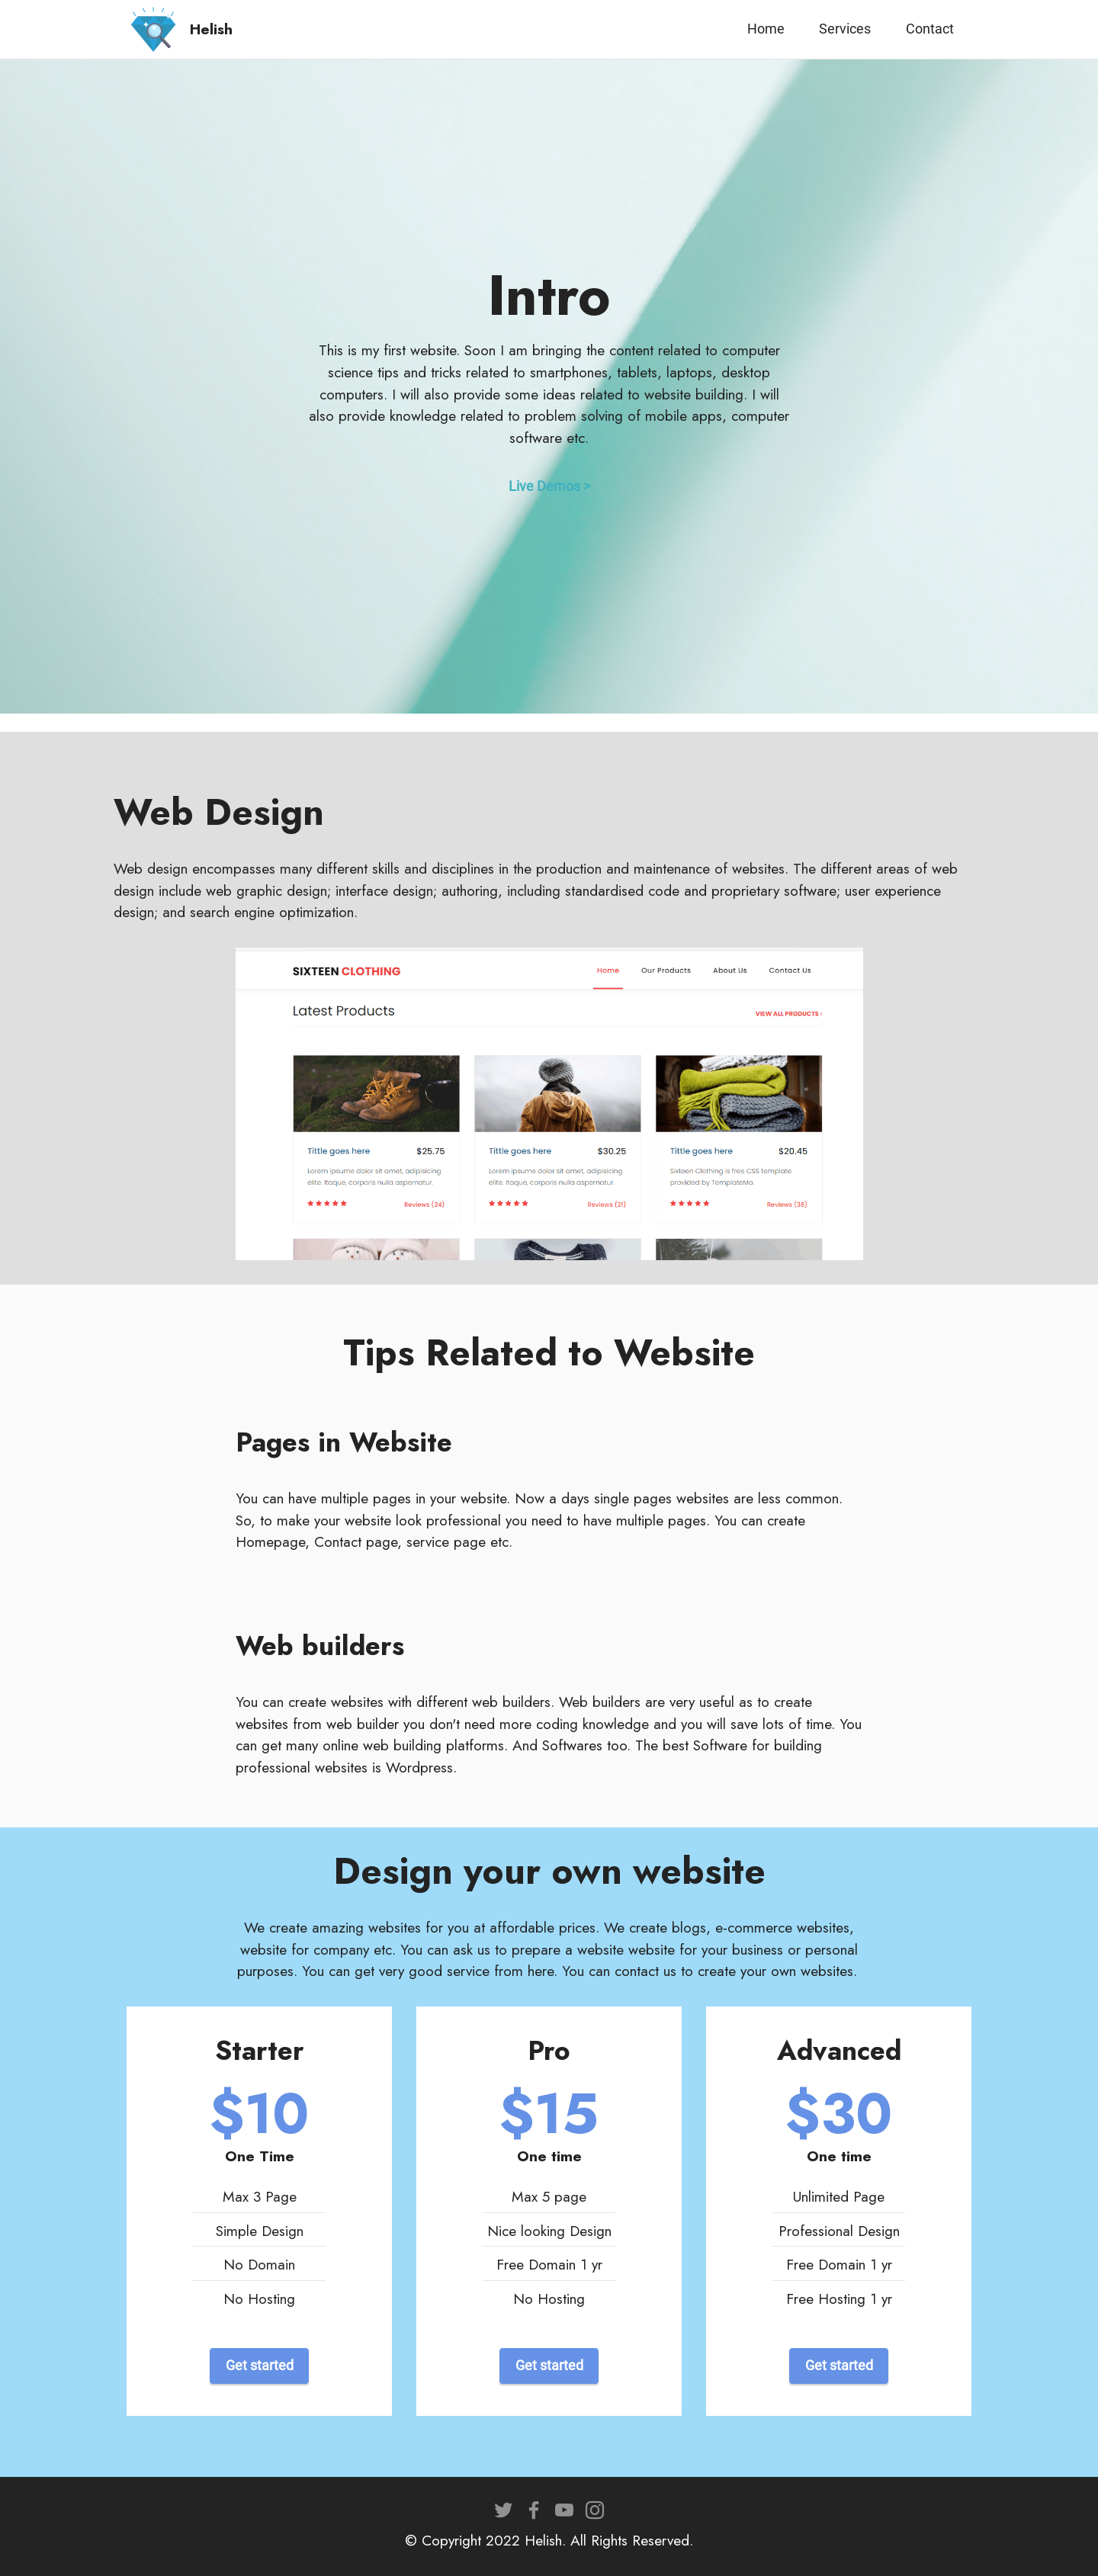 Helish
Home Services Contact
Intro
This is my first website. Soon I am bringing the content related to computer
science tips and tricks related to smartphones, tablets, laptops, desktop
computers. I will also provide some ideas related to website building. I will
also provide knowledge related to problem solving of mobile apps, computer
software etc.
Live Demos >
Web Design
Web design encompasses many different skills and disciplines in the production and maintenance of websites. The different areas of web
design include web graphic design; interface design; authoring, including standardised code and proprietary software; user experience
design; and search engine optimization.
SIXTEEN CLOTHING
Home Our Products About Us Contact Us
Latest Products
VIEW ALL PRODUCTS >
Tittle goes here $25.75
Lorem ipsume dolor sit amet, adipisicing
elite. Itaque, corporis nulla aspernatur.
Reviews (24)
Tittle goes here $30.25
Lorem ipsume dolor sit amet, adipisicing
elite. Itaque, corporis nulla aspernatur.
Reviews (21)
Tittle goes here $20.45
Sixteen Clothing is free CSS template
provided by TemplateMo.
Reviews (36)
Tips Related to Website
Pages in Website
You can have multiple pages in your website. Now a days single pages websites are less common.
So, to make your website look professional you need to have multiple pages. You can create
Homepage, Contact page, service page etc.
Web builders
You can create websites with different web builders. Web builders are very useful as to create
websites from web builder you don't need more coding knowledge and you will save lots of time. You
can get many online web building platforms. And Softwares too. The best Software for building
professional websites is Wordpress.
Design your own website
We create amazing websites for you at affordable prices. We create blogs, e-commerce websites,
website for company etc. You can ask us to prepare a website website for your business or personal
purposes. You can get very good service from here. You can contact us to create your own websites.
Starter
$10
One Time
Max 3 Page
Simple Design
No Domain
No Hosting
Get started
Pro
$15
One time
Max 5 page
Nice looking Design
Free Domain 1 yr
No Hosting
Get started
Advanced
$30
One time
Unlimited Page
Professional Design
Free Domain 1 yr
Free Hosting 1 yr
Get started
© Copyright 2022 Helish. All Rights Reserved.